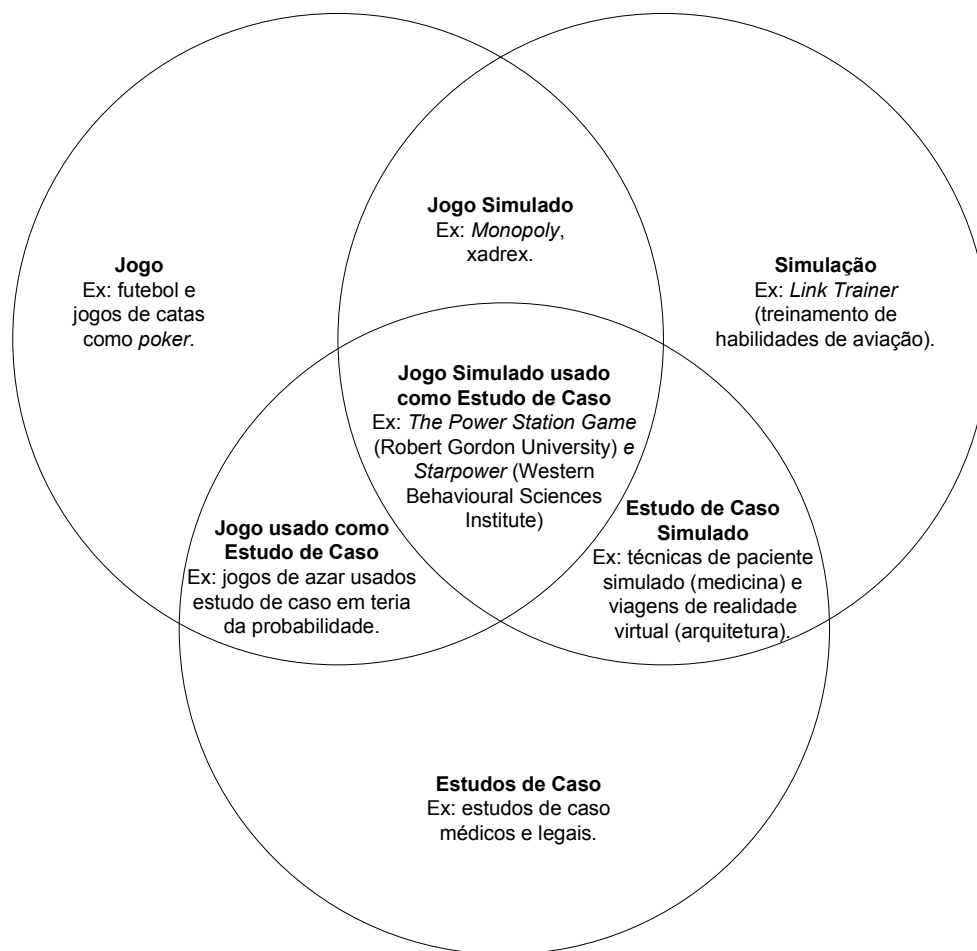 Jogo Simulado
Ex: Monopoly,
xadrex.
Jogo
Ex: futebol e
jogos de catas
como poker.
Simulação
Ex: Link Trainer
(treinamento de
habilidades de aviação).
Jogo Simulado usado
como Estudo de Caso
Ex: The Power Station Game
(Robert Gordon University) e
Starpower (Western
Behavioural Sciences
Institute)
Jogo usado como
Estudo de Caso
Ex: jogos de azar usados
estudo de caso em teria
da probabilidade.
Estudo de Caso
Simulado
Ex: técnicas de paciente
simulado (medicina) e
viagens de realidade
virtual (arquitetura).
Estudos de Caso
Ex: estudos de caso
médicos e legais.